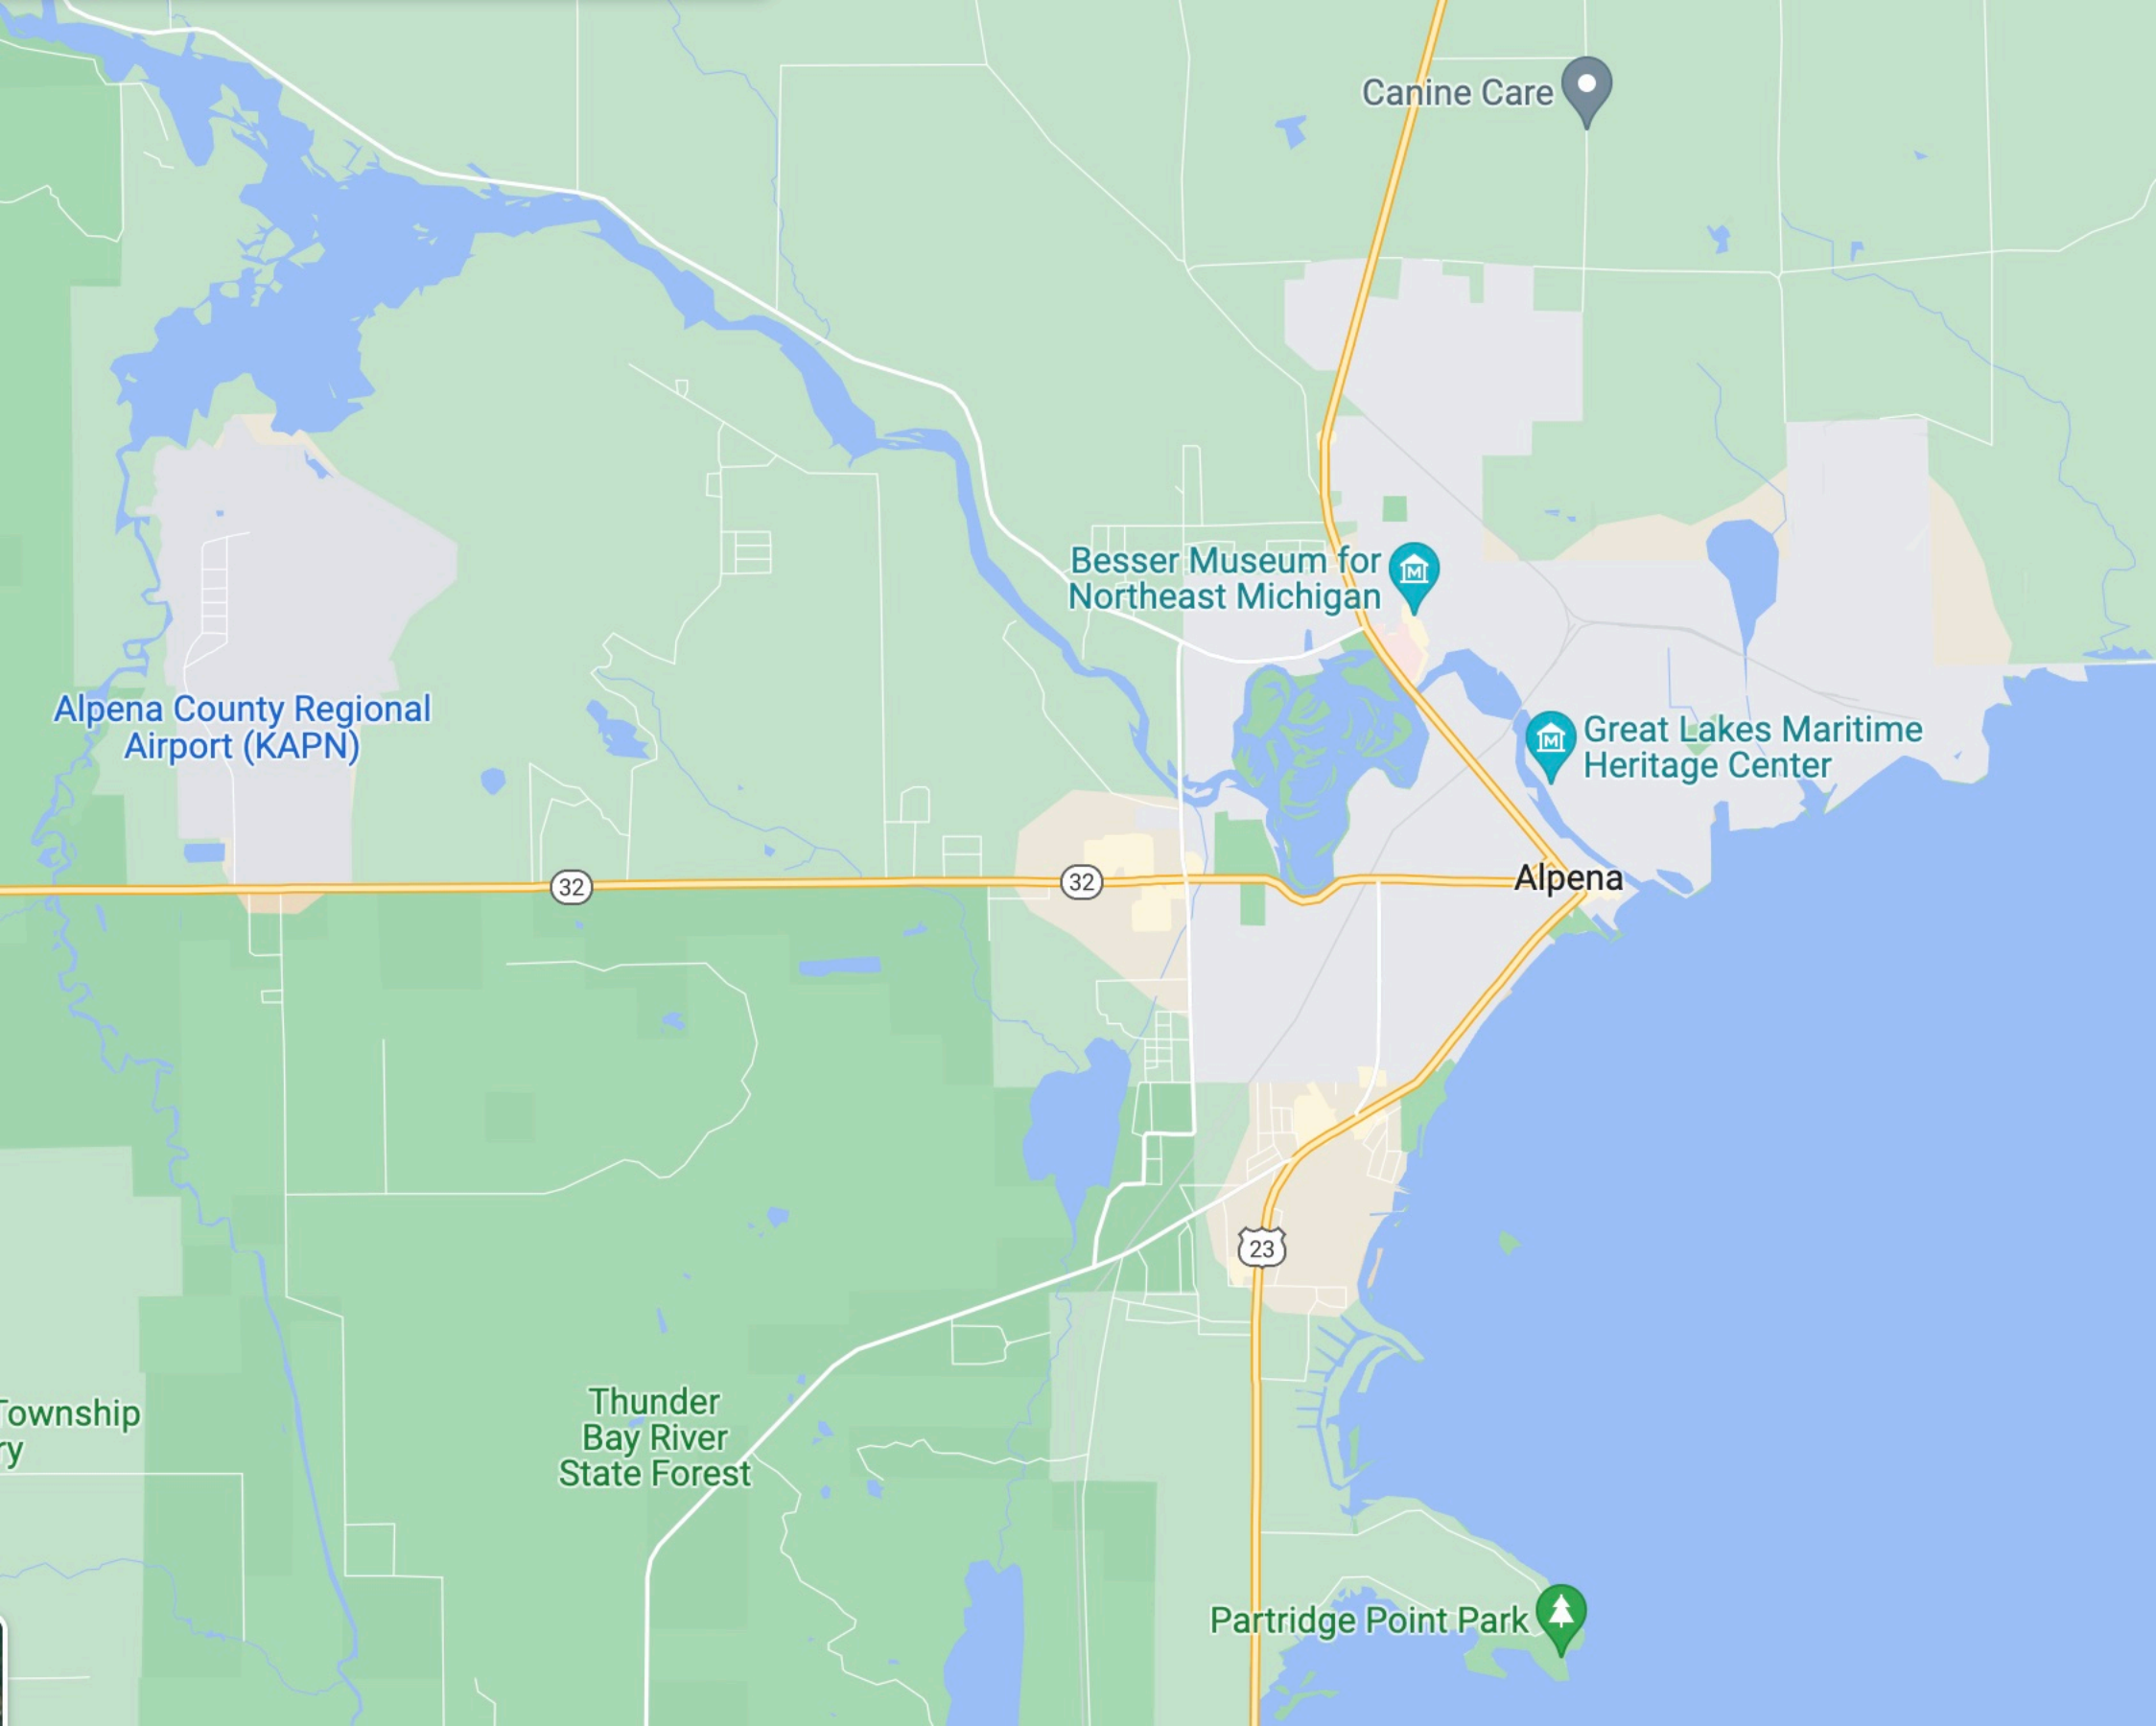 Canine Care
Besser Museum for
Northeast Michigan
Alpena County Regional
Airport (KAPN)
Great Lakes Maritime
Heritage Center
32
32
Alpena
23
Township
ry
Thunder
Bay River
State Forest
Partridge Point Park